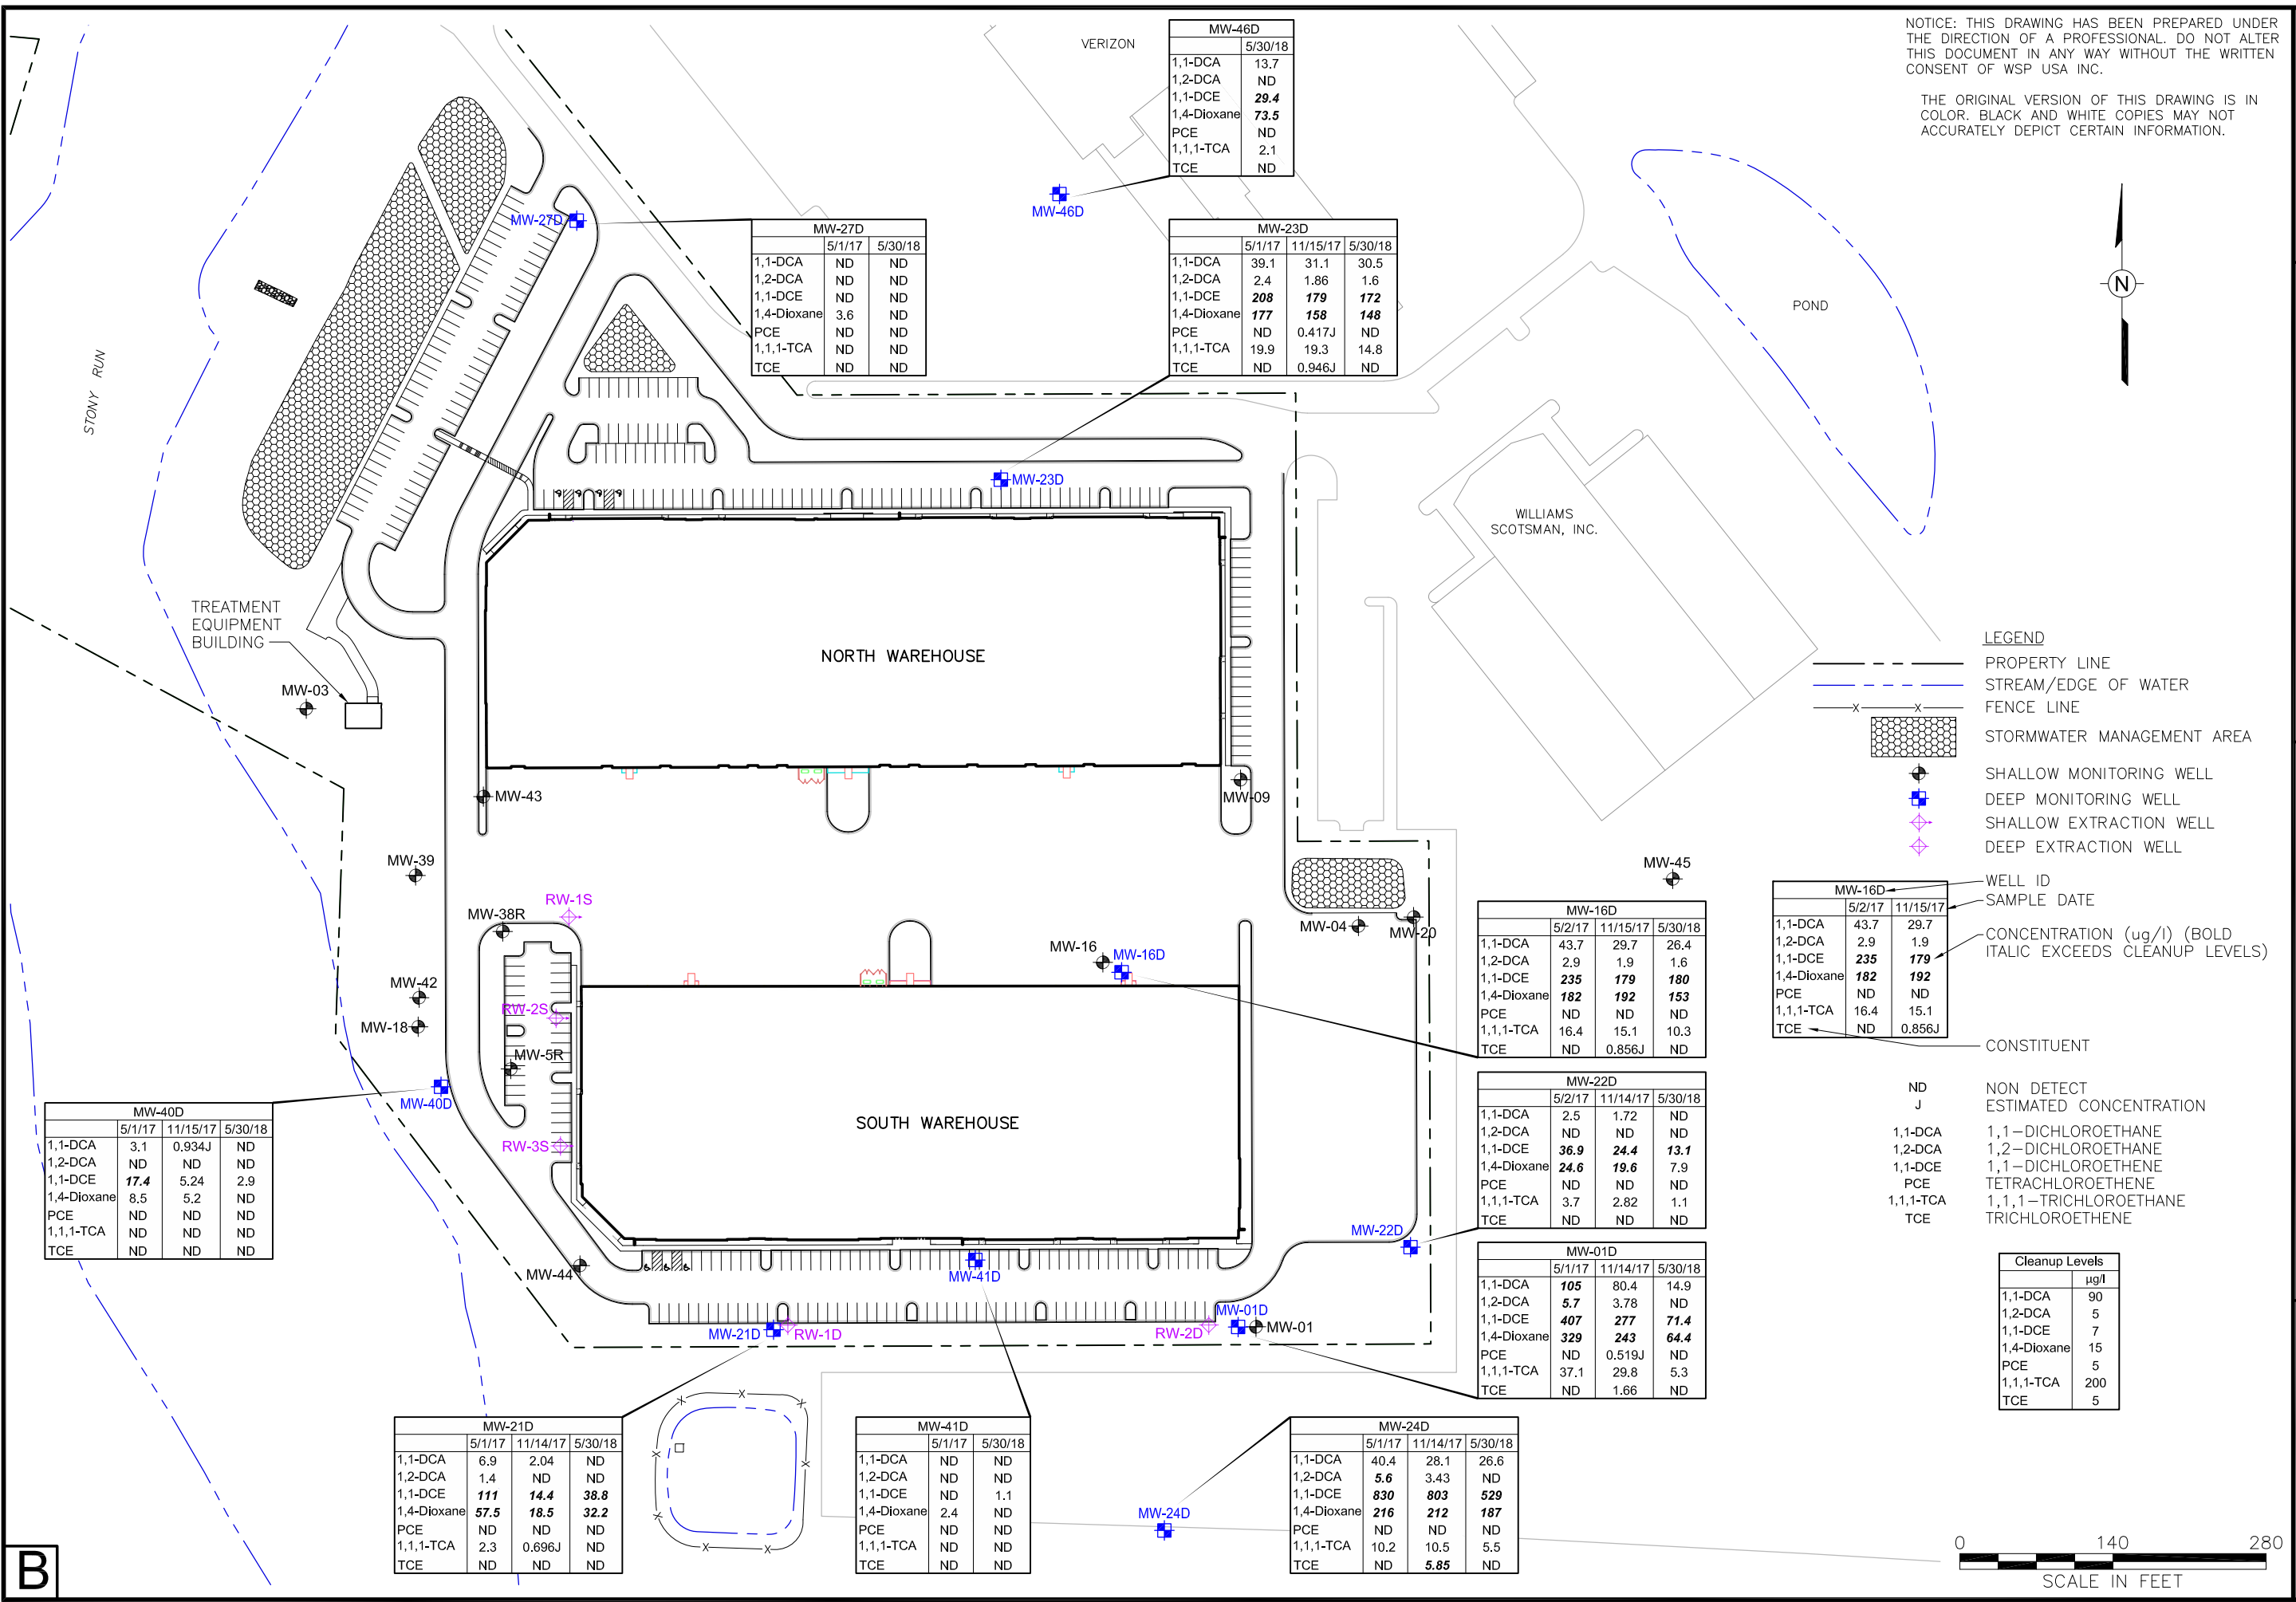 NOTICE: THIS DRAWING HAS BEEN PREPARED UNDER
THE DIRECTION OF A PROFESSIONAL. DO NOT ALTER
THIS DOCUMENT IN ANY WAY WITHOUT THE WRITTEN
CONSENT OF WSP USA INC.
THE ORIGINAL VERSION OF THIS DRAWING IS IN
COLOR. BLACK AND WHITE COPIES MAY NOT
ACCURATELY DEPICT CERTAIN INFORMATION.
VERIZON
MW-46D
5/30/18
1,1-DCA 13.7
1,2-DCA ND
1,1-DCE 29.4
1,4-Dioxane 73.5
PCE ND
1,1,1-TCA 2.1
TCE ND
MW-46D
MW-27D
MW-27D
5/1/17 5/30/18
1,1-DCA ND ND
1,2-DCA ND ND
1,1-DCE ND ND
1,4-Dioxane 3.6 ND
PCE ND ND
1,1,1-TCA ND ND
TCE ND ND
MW-23D
5/1/17 11/15/17 5/30/18
1,1-DCA 39.1 31.1 30.5
1,2-DCA 2.4 1.86 1.6
1,1-DCE 208 179 172
1,4-Dioxane 177 158 148
PCE ND 0.417J ND
1,1,1-TCA 19.9 19.3 14.8
TCE ND 0.946J ND
N
POND
STONY RUN
MW-23D
WILLIAMS
SCOTSMAN, INC.
TREATMENT
EQUIPMENT
BUILDING
NORTH WAREHOUSE
MW-03
MW-43
MW-09
MW-39
MW-45
RW-1S
MW-38R
MW-04
MW-20
MW-16
MW-16D
MW-42
RW-2S
MW-18
MW-5R
MW-40D
RW-3S
SOUTH WAREHOUSE
MW-22D
MW-44
MW-41D
MW-21D
RW-1D
RW-2D
MW-01D
MW-01
MW-24D
LEGEND
PROPERTY LINE
STREAM/EDGE OF WATER
X X FENCE LINE
STORMWATER MANAGEMENT AREA
SHALLOW MONITORING WELL
DEEP MONITORING WELL
SHALLOW EXTRACTION WELL
DEEP EXTRACTION WELL
WELL ID
SAMPLE DATE
CONCENTRATION (ug/l) (BOLD
ITALIC EXCEEDS CLEANUP LEVELS)
CONSTITUENT
MW-16D
5/2/17 11/15/17
1,1-DCA 43.7 29.7
1,2-DCA 2.9 1.9
1,1-DCE 235 179
1,4-Dioxane 182 192
PCE ND ND
1,1,1-TCA 16.4 15.1
TCE ND 0.856J
ND NON DETECT
J ESTIMATED CONCENTRATION
1,1-DCA 1,1-DICHLOROETHANE
1,2-DCA 1,2-DICHLOROETHANE
1,1-DCE 1,1-DICHLOROETHENE
PCE TETRACHLOROETHENE
1,1,1-TCA 1,1,1-TRICHLOROETHANE
TCE TRICHLOROETHENE
Cleanup Levels
µg/l
1,1-DCA 90
1,2-DCA 5
1,1-DCE 7
1,4-Dioxane 15
PCE 5
1,1,1-TCA 200
TCE 5
MW-16D
5/2/17 11/15/17 5/30/18
1,1-DCA 43.7 29.7 26.4
1,2-DCA 2.9 1.9 1.6
1,1-DCE 235 179 180
1,4-Dioxane 182 192 153
PCE ND ND ND
1,1,1-TCA 16.4 15.1 10.3
TCE ND 0.856J ND
MW-22D
5/2/17 11/14/17 5/30/18
1,1-DCA 2.5 1.72 ND
1,2-DCA ND ND ND
1,1-DCE 36.9 24.4 13.1
1,4-Dioxane 24.6 19.6 7.9
PCE ND ND ND
1,1,1-TCA 3.7 2.82 1.1
TCE ND ND ND
MW-01D
5/1/17 11/14/17 5/30/18
1,1-DCA 105 80.4 14.9
1,2-DCA 5.7 3.78 ND
1,1-DCE 407 277 71.4
1,4-Dioxane 329 243 64.4
PCE ND 0.519J ND
1,1,1-TCA 37.1 29.8 5.3
TCE ND 1.66 ND
MW-40D
5/1/17 11/15/17 5/30/18
1,1-DCA 3.1 0.934J ND
1,2-DCA ND ND ND
1,1-DCE 17.4 5.24 2.9
1,4-Dioxane 8.5 5.2 ND
PCE ND ND ND
1,1,1-TCA ND ND ND
TCE ND ND ND
MW-21D
5/1/17 11/14/17 5/30/18
1,1-DCA 6.9 2.04 ND
1,2-DCA 1.4 ND ND
1,1-DCE 111 14.4 38.8
1,4-Dioxane 57.5 18.5 32.2
PCE ND ND ND
1,1,1-TCA 2.3 0.696J ND
TCE ND ND ND
X X X X X X X X
MW-41D
5/1/17 5/30/18
1,1-DCA ND ND
1,2-DCA ND ND
1,1-DCE ND 1.1
1,4-Dioxane 2.4 ND
PCE ND ND
1,1,1-TCA ND ND
TCE ND ND
MW-24D
5/1/17 11/14/17 5/30/18
1,1-DCA 40.4 28.1 26.6
1,2-DCA 5.6 3.43 ND
1,1-DCE 830 803 529
1,4-Dioxane 216 212 187
PCE ND ND ND
1,1,1-TCA 10.2 10.5 5.5
TCE ND 5.85 ND
B
0 140 280
SCALE IN FEET